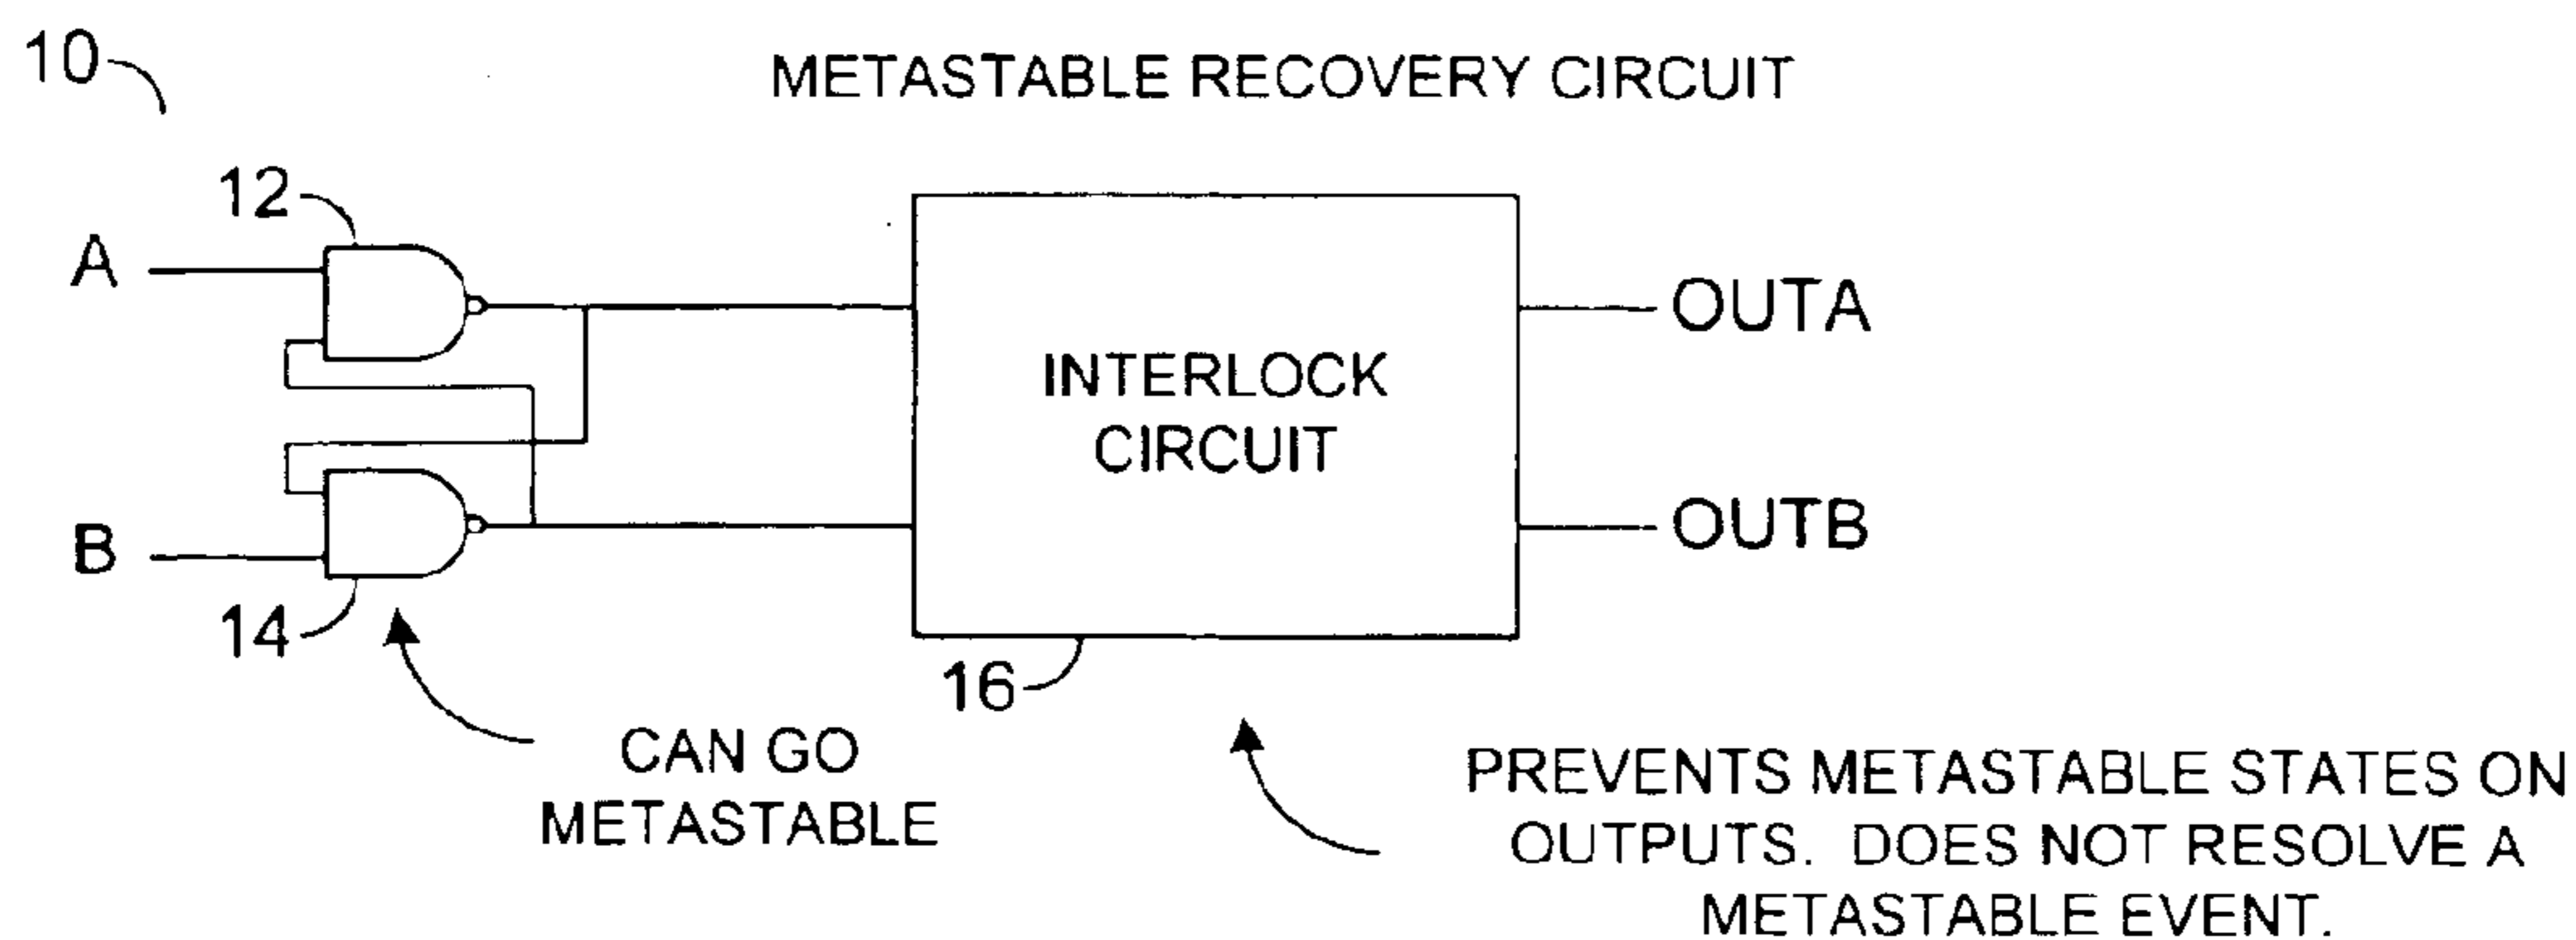 10
METASTABLE RECOVERY CIRCUIT
12
A
OUTA
INTERLOCK
CIRCUIT
B
OUTB
14
16
CAN GO
METASTABLE
PREVENTS METASTABLE STATES ON
OUTPUTS. DOES NOT RESOLVE A
METASTABLE EVENT.